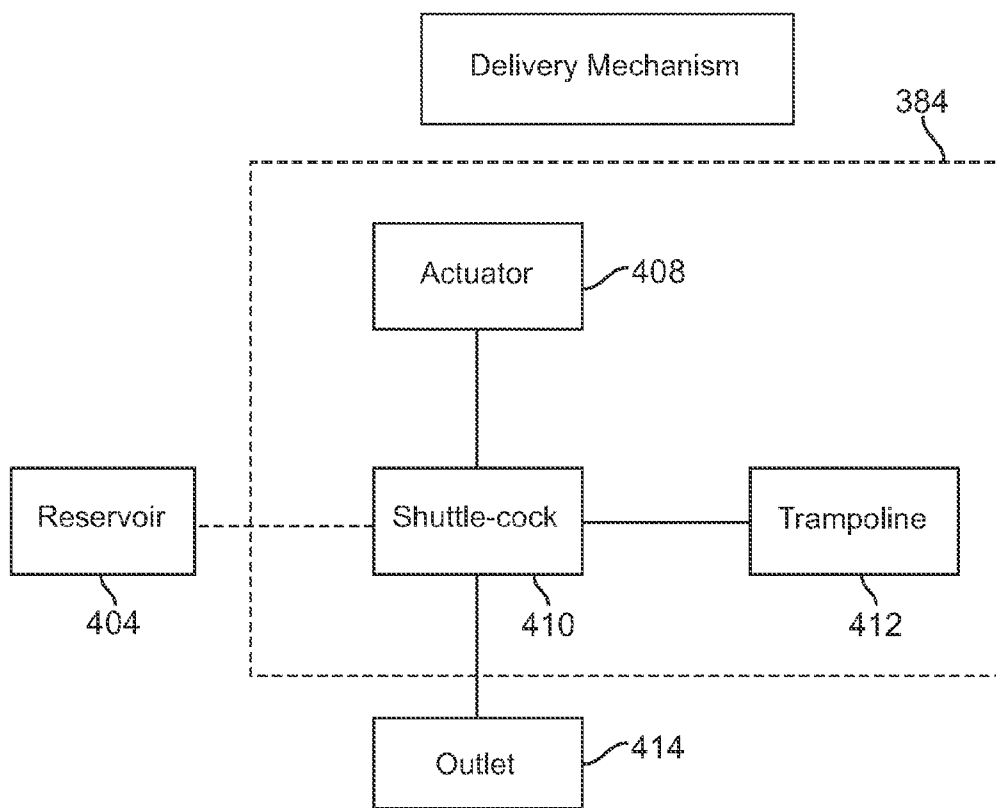 Delivery Mechanism
384
Actuator
408
Reservoir
Shuttle-cock
Trampoline
404
410
412
Outlet
414